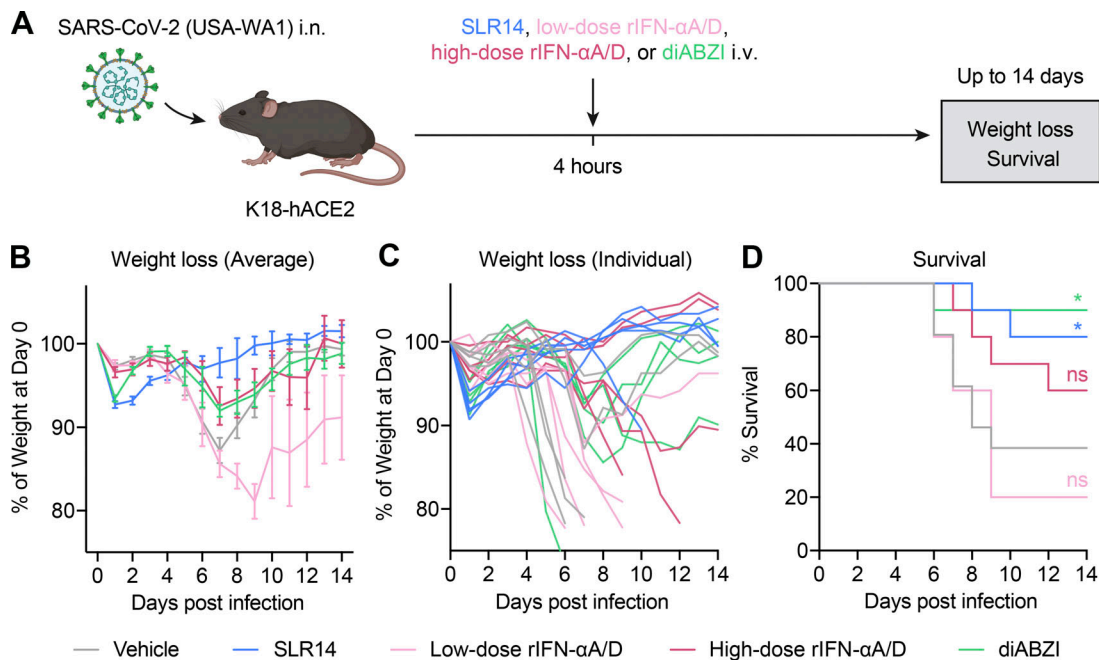 A
SARS-CoV-2 (USA-WA1) i.n.
K18-hACE2
SLR14, low-dose rIFN-αA/D,
high-dose rIFN-αA/D, or diABZI i.v.
4 hours
Up to 14 days
Weight loss
Survival
B
Weight loss (Average)
% of Weight at Day 0
100
90
80
0 2 4 6 8 10 12 14
Days post infection
C
Weight loss (Individual)
% of Weight at Day 0
100
90
80
0 2 4 6 8 10 12 14
Days post infection
D
Survival
% Survival
100
80
60
40
20
0
*
*
ns
ns
0 2 4 6 8 10 12 14
Days post infection
Vehicle SLR14 Low-dose rIFN-αA/D High-dose rIFN-αA/D diABZI